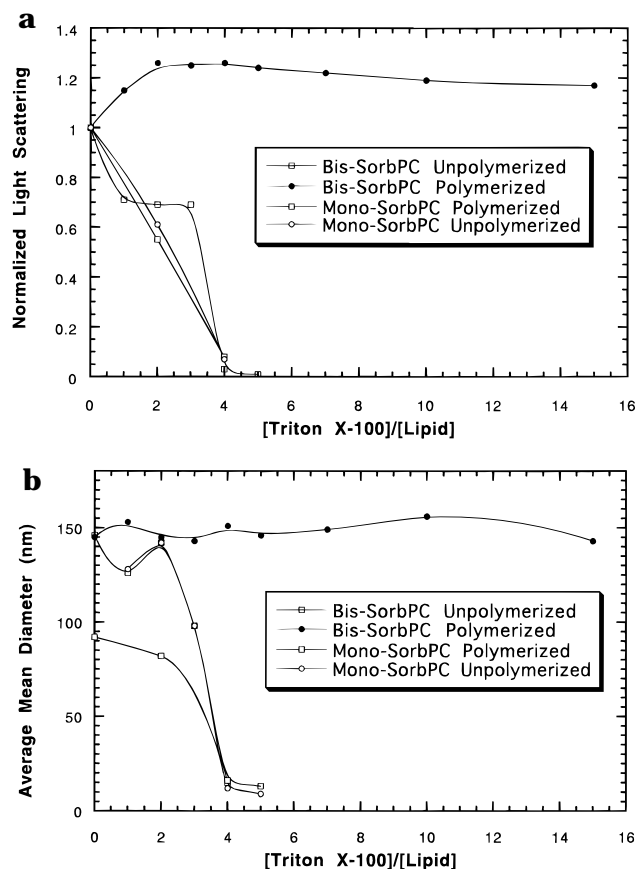 a
1.4
1.2
1
0.8
0.6
0.4
0.2
0
Normalized Light Scattering
Bis-SorbPC Unpolymerized
Bis-SorbPC Polymerized
Mono-SorbPC Polymerized
Mono-SorbPC Unpolymerized
0 2 4 6 8 10 12 14 16
[Triton X-100]/[Lipid]
b
150
100
50
0
Average Mean Diameter (nm)
Bis-SorbPC Unpolymerized
Bis-SorbPC Polymerized
Mono-SorbPC Polymerized
Mono-SorbPC Unpolymerized
0 2 4 6 8 10 12 14 16
[Triton X-100]/[Lipid]